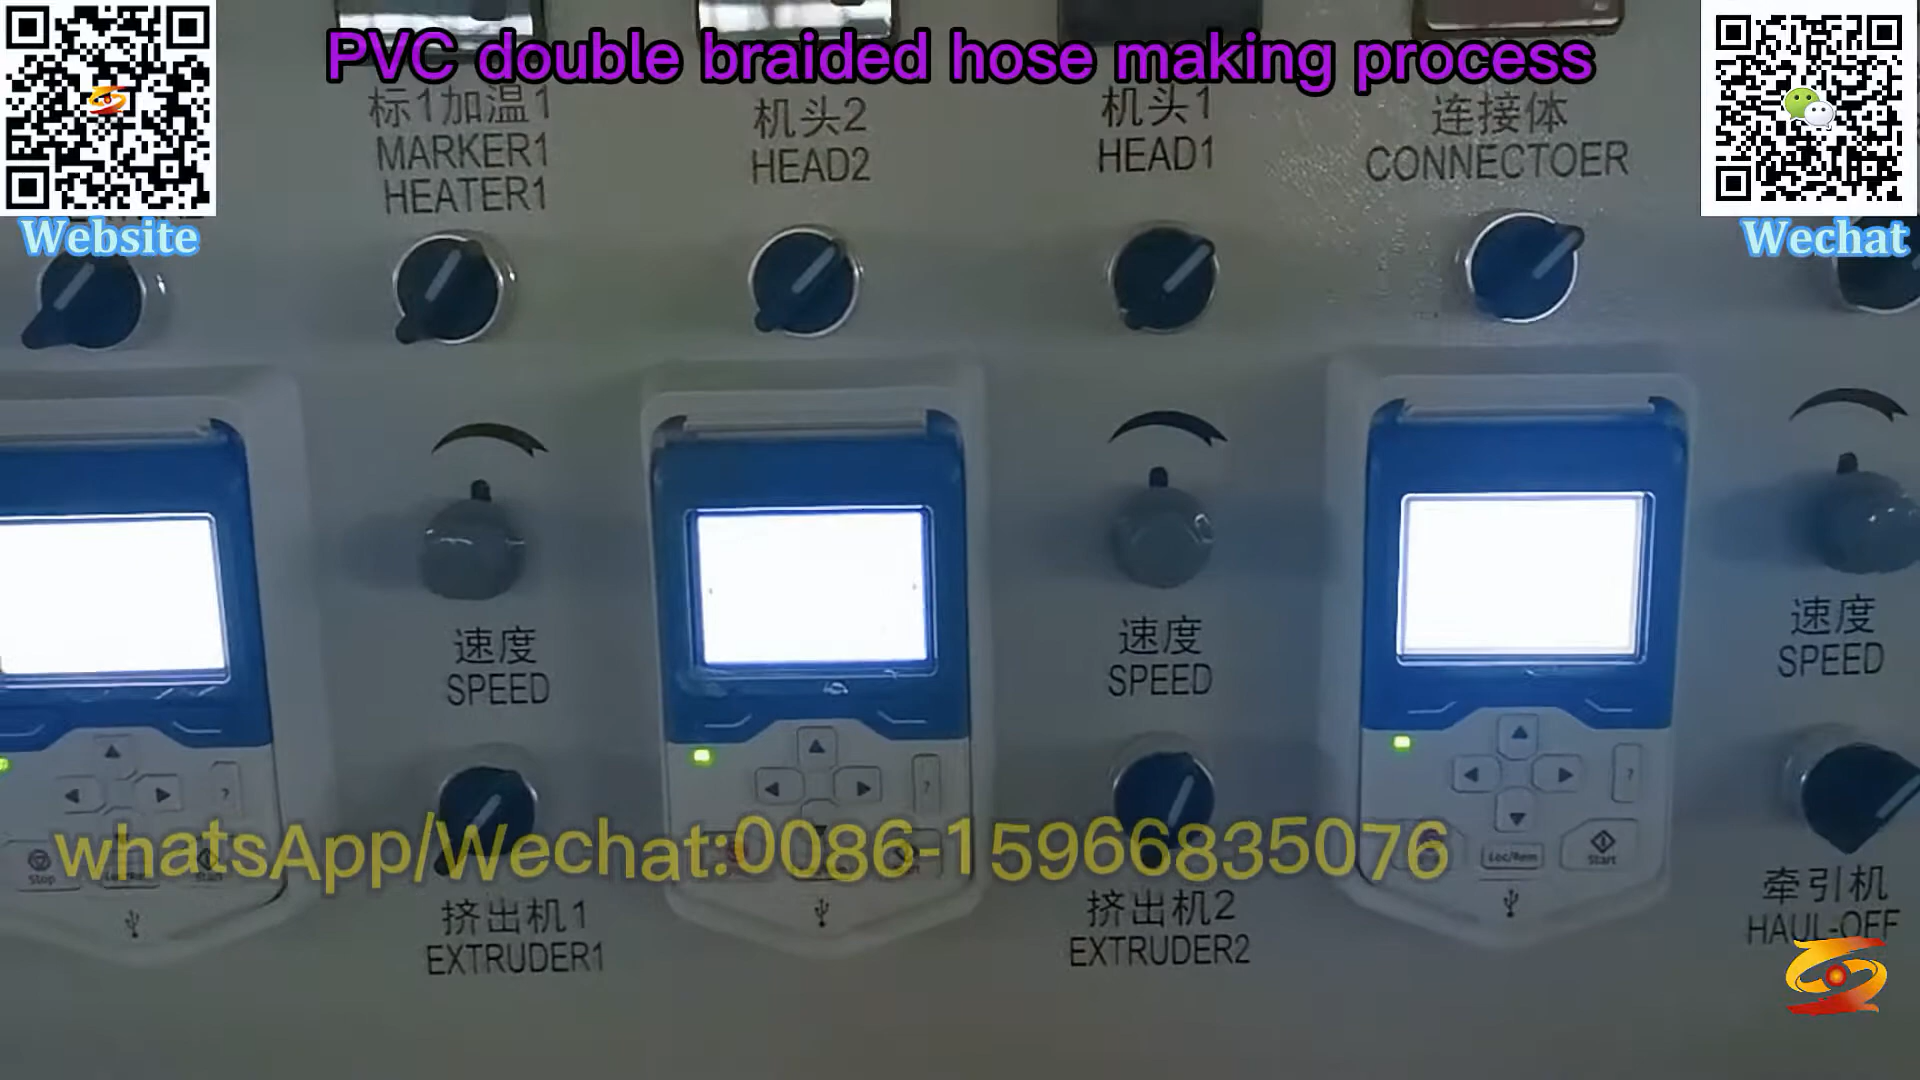 PVC double braided hose making process
Website
Wechat
标1加温1
MARKER1
HEATER1
机头2
HEAD2
机头1
HEAD1
连接体
CONNECTOER
速度
SPEED
速度
SPEED
速度
SPEED
?
?
?
Stop
Loc/Rem
Start
whatsApp/Wechat:0086-15966835076
挤出机1
EXTRUDER1
挤出机2
EXTRUDER2
牵引机
HAUL-OFF